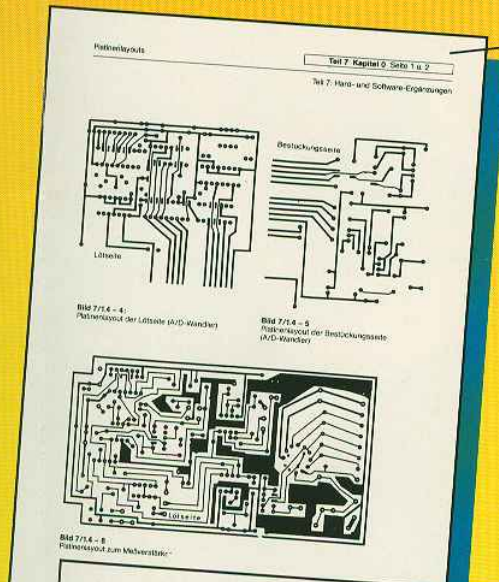 Platinenlayouts
Teil 7 Kapitel 0 Seite 1 u. 2
Teil 7: Hard- und Software-Ergänzungen
Bestückungsseite
Lötseite
Bild 7/1.4 – 4:
Platinenlayout der Lötseite (A/D-Wandler)
Bild 7/1.4 – 5
Platinenlayout der Bestückungsseite
(A/D-Wandler)
Lötseite
Bild 7/1.4 – 6
Platinenlayout zum Meßverstärker